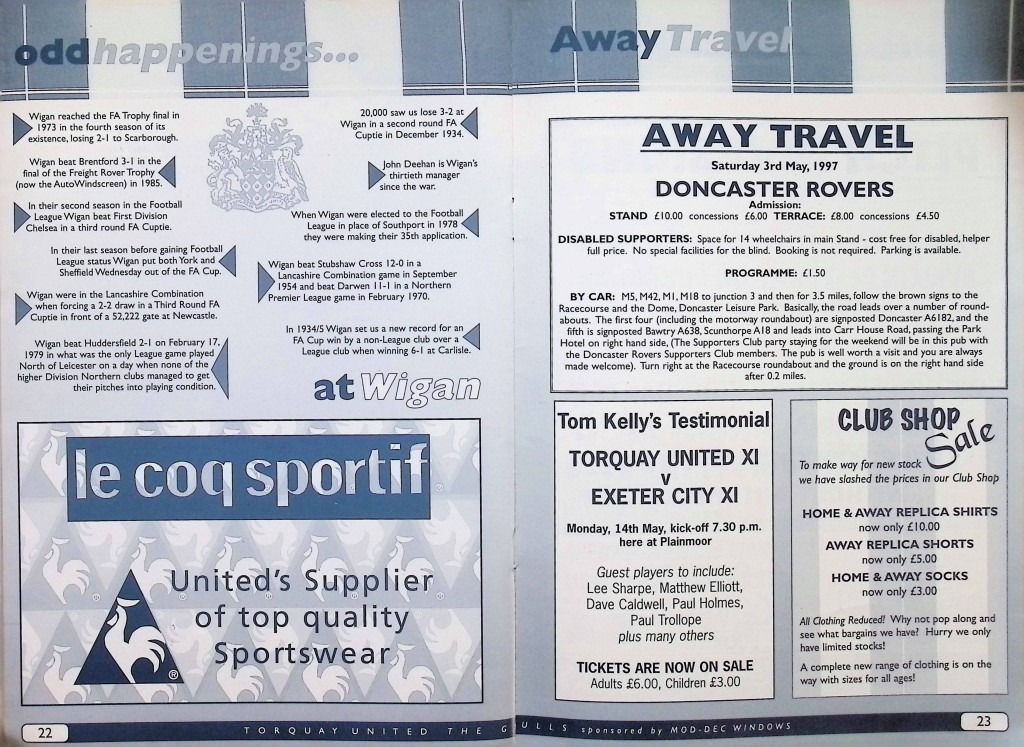 oddhappenings...
Wigan reached the FA Trophy final in
1973 in the fourth season of its
existence, losing 2-1 to Scarborough.
Wigan beat Brentford 3-1 in the
final of the Freight Rover Trophy
(now the AutoWindscreen) in 1985.
In their second season in the Football
League Wigan beat First Division
Chelsea in a third round FA Cuptie.
In their last season before gaining Football
League status Wigan put both York and
Sheffield Wednesday out of the FA Cup.
Wigan were in the Lancashire Combination
when forcing a 2-2 draw in a Third Round FA
Cuptie in front of a 52,222 gate at Newcastle.
Wigan beat Huddersfield 2-1 on February 17,
1979 in what was the only League game played
North of Leicester on a day when none of the
higher Division Northern clubs managed to get
their pitches into playing condition.
20,000 saw us lose 3-2 at
Wigan in a second round FA
Cuptie in December 1934.
John Deehan is Wigan's
thirtieth manager
since the war.
When Wigan were elected to the Football
League in place of Southport in 1978
they were making their 35th application.
Wigan beat Stubshaw Cross 12-0 in a
Lancashire Combination game in September
1954 and beat Darwen 11-1 in a Northern
Premier League game in February 1970.
In 1934/5 Wigan set us a new record for an
FA Cup win by a non-League club over a
League club when winning 6-1 at Carlisle.
at Wigan
le coq sportif
United's Supplier
of top quality
Sportswear
®
22
TORQUAY UNITED THE G
Away Travel
AWAY TRAVEL
Saturday 3rd May, 1997
DONCASTER ROVERS
Admission:
STAND £10.00 concessions £6.00 TERRACE: £8.00 concessions £4.50
DISABLED SUPPORTERS: Space for 14 wheelchairs in main Stand - cost free for disabled, helper
full price. No special facilities for the blind. Booking is not required. Parking is available.
PROGRAMME: £1.50
BY CAR: M5, M42, M1, M18 to junction 3 and then for 3.5 miles, follow the brown signs to the
Racecourse and the Dome, Doncaster Leisure Park. Basically, the road leads over a number of round-
abouts. The first four (including the motorway roundabout) are signposted Doncaster A6182, and the
fifth is signposted Bawtry A638, Scunthorpe A18 and leads into Carr House Road, passing the Park
Hotel on right hand side, (The Supporters Club party staying for the weekend will be in this pub with
the Doncaster Rovers Supporters Club members. The pub is well worth a visit and you are always
made welcome). Turn right at the Racecourse roundabout and the ground is on the right hand side
after 0.2 miles.
Tom Kelly's Testimonial
TORQUAY UNITED XI
v
EXETER CITY XI
Monday, 14th May, kick-off 7.30 p.m.
here at Plainmoor
Guest players to include:
Lee Sharpe, Matthew Elliott,
Dave Caldwell, Paul Holmes,
Paul Trollope
plus many others
TICKETS ARE NOW ON SALE
Adults £6.00, Children £3.00
CLUB SHOP
Sale
To make way for new stock
we have slashed the prices in our Club Shop
HOME & AWAY REPLICA SHIRTS
now only £10.00
AWAY REPLICA SHORTS
now only £5.00
HOME & AWAY SOCKS
now only £3.00
All Clothing Reduced! Why not pop along and
see what bargains we have? Hurry we only
have limited stocks!
A complete new range of clothing is on the
way with sizes for all ages!
ULLS sponsored by MOD-DEC WINDOWS
23